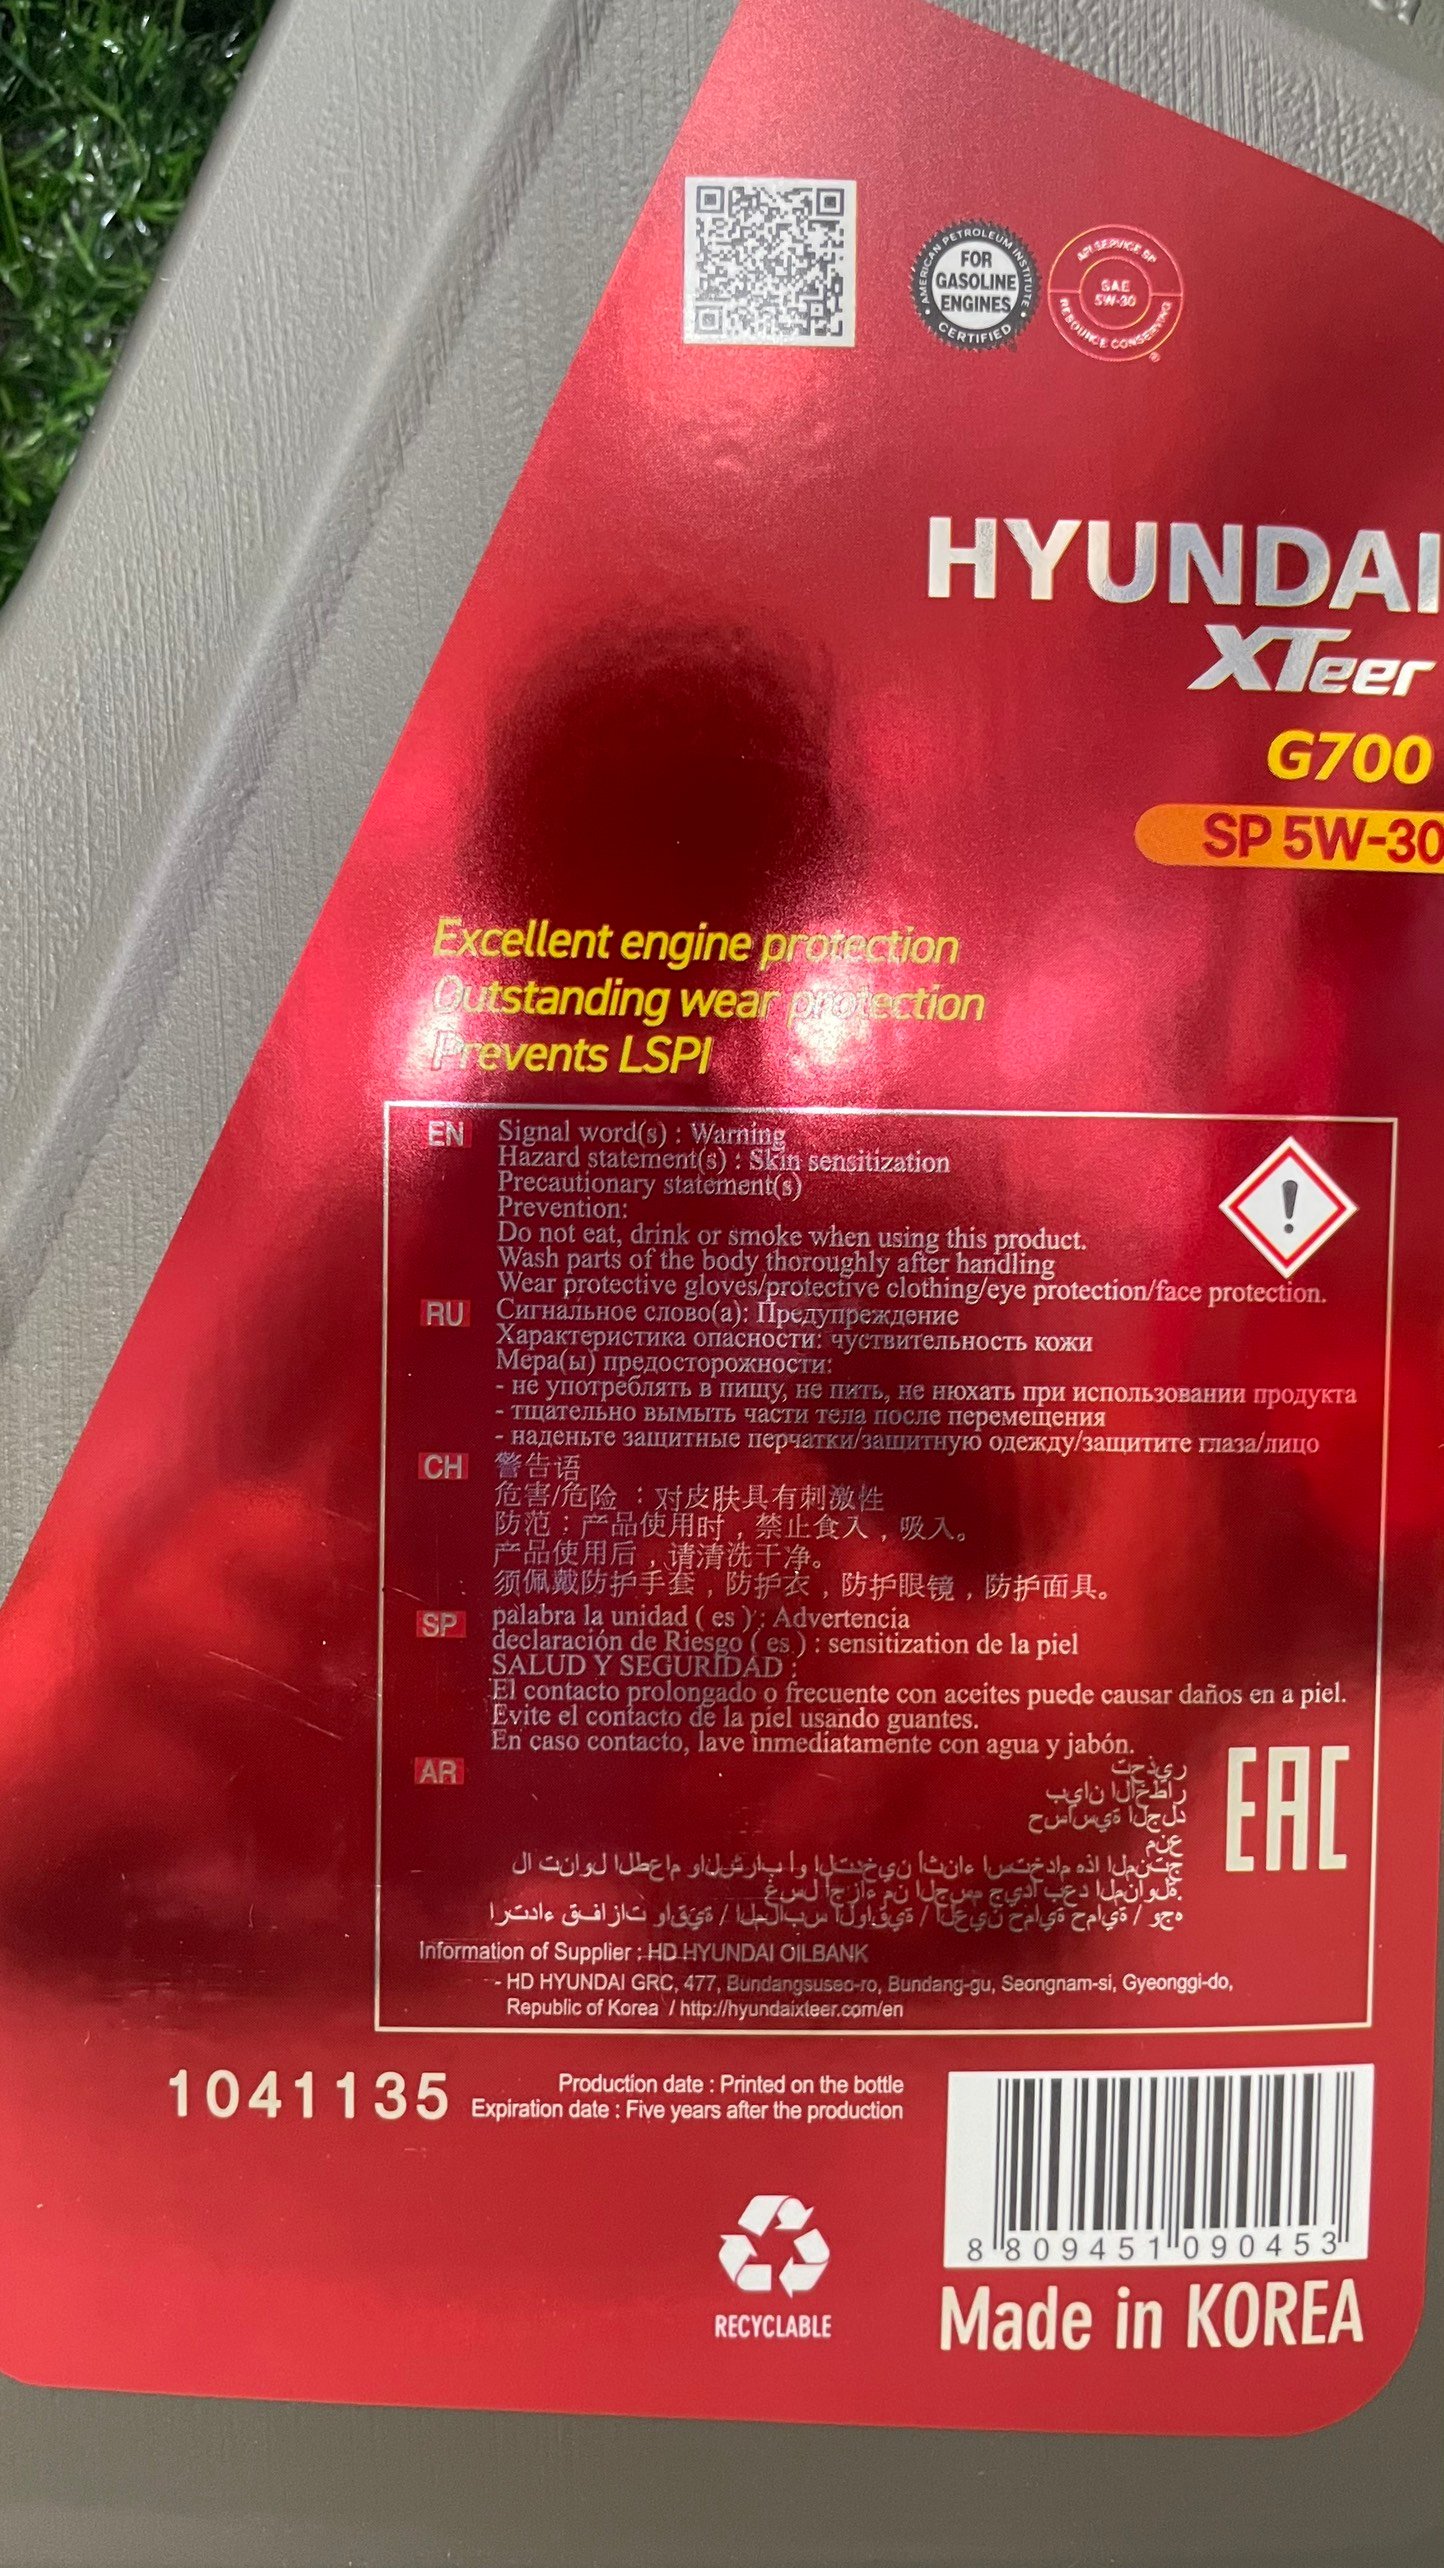 AMERICAN PETROLEUM INSTITUTE
FOR
GASOLINE
ENGINES
CERTIFIED
API SERVICE SP
SAE
5W-30
RESOURCE CONSERVING
®
HYUNDAI
XTeer
G700
SP 5W-30
Excellent engine protection
Outstanding wear protection
Prevents LSPI
EN Signal word(s) : Warning
Hazard statement(s) : Skin sensitization
Precautionary statement(s)
Prevention:
Do not eat, drink or smoke when using this product.
Wash parts of the body thoroughly after handling
Wear protective gloves/protective clothing/eye protection/face protection.
RU Сигнальное слово(а): Предупреждение
Характеристика опасности: чуствительность кожи
Мера(ы) предосторожности:
- не употреблять в пищу, не пить, не нюхать при использовании продукта
- тщательно вымыть части тела после перемещения
- наденьте защитные перчатки/защитную одежду/защитите глаза/лицо
CH 警告语
危害/危险 ：对皮肤具有刺激性
防范：产品使用时，禁止食入，吸入。
产品使用后，请清洗干净。
须佩戴防护手套，防护衣，防护眼镜，防护面具。
SP palabra la unidad ( es ) : Advertencia
declaración de Riesgo ( es ) : sensitization de la piel
SALUD Y SEGURIDAD :
El contacto prolongado o frecuente con aceites puede causar daños en a piel.
Evite el contacto de la piel usando guantes.
En caso contacto, lave inmediatamente con agua y jabón.
AR
EAC
Information of Supplier : HD HYUNDAI OILBANK
- HD HYUNDAI GRC, 477, Bundangsuseo-ro, Bundang-gu, Seongnam-si, Gyeonggi-do,
Republic of Korea / http://hyundaixteer.com/en
1041135
Production date : Printed on the bottle
Expiration date : Five years after the production
8 809451 090453
RECYCLABLE
Made in KOREA